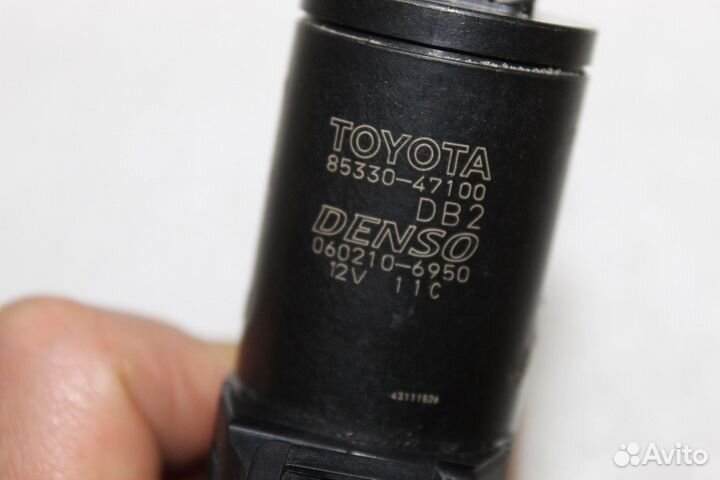 TOYOTA
85330-47100
DB2
DENSO
060210-6950
12V 11C
Avito